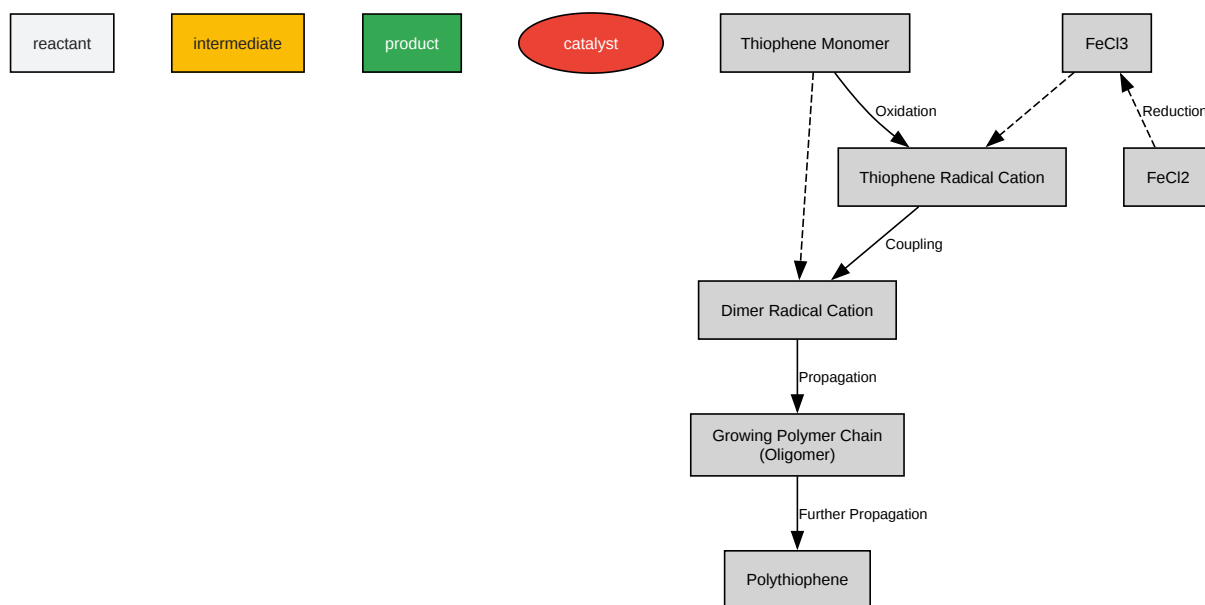 reactant
intermediate
product
catalyst
Thiophene Monomer
FeCl3
Oxidation
Reduction
Thiophene Radical Cation
FeCl2
Coupling
Dimer Radical Cation
Propagation
Growing Polymer Chain
(Oligomer)
Further Propagation
Polythiophene